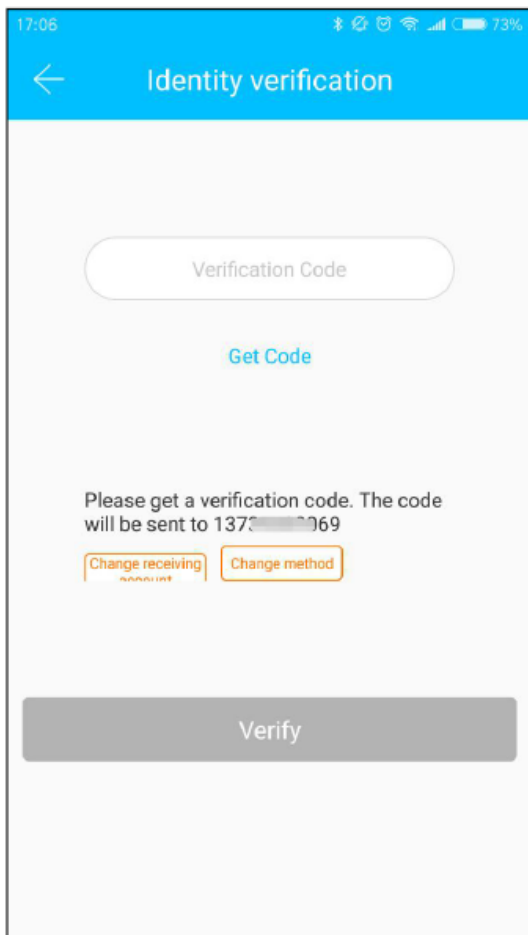 17:06 73%
Identity verification
Verification Code
Get Code
Please get a verification code. The code
will be sent to 137 069
Change receiving
Change method
Verify